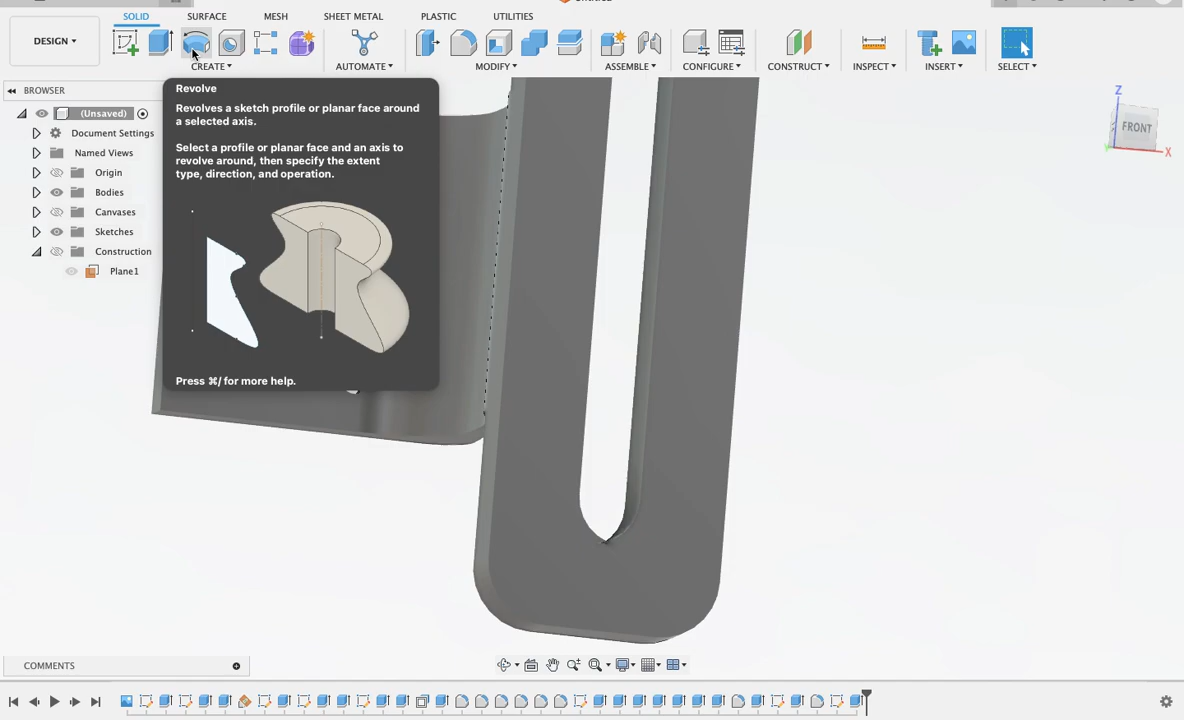 SOLID
SURFACE
MESH
SHEET METAL
PLASTIC
UTILITIES
DESIGN
CREATE
AUTOMATE
MODIFY
ASSEMBLE
CONFIGURE
CONSTRUCT
INSPECT
INSERT
SELECT
BROWSER
(Unsaved)
Document Settings
Named Views
Origin
Bodies
Canvases
Sketches
Construction
Plane1
Revolve
Revolves a sketch profile or planar face around
a selected axis.
Select a profile or planar face and an axis to
revolve around, then specify the extent
type, direction, and operation.
Press ⌘/ for more help.
Z
FRONT
Y
X
COMMENTS